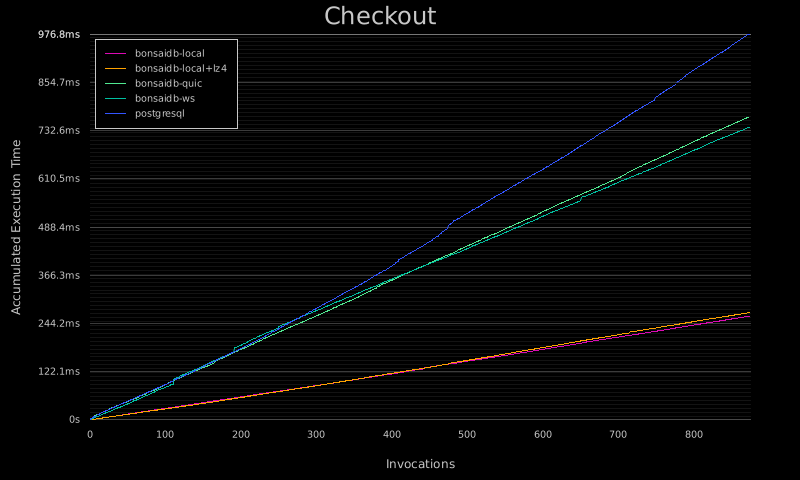 Checkout
976.8ms
854.7ms
732.6ms
610.5ms
488.4ms
366.3ms
244.2ms
122.1ms
0s
Accumulated Execution Time
bonsaidb-local
bonsaidb-local+lz4
bonsaidb-quic
bonsaidb-ws
postgresql
0 100 200 300 400 500 600 700 800
Invocations